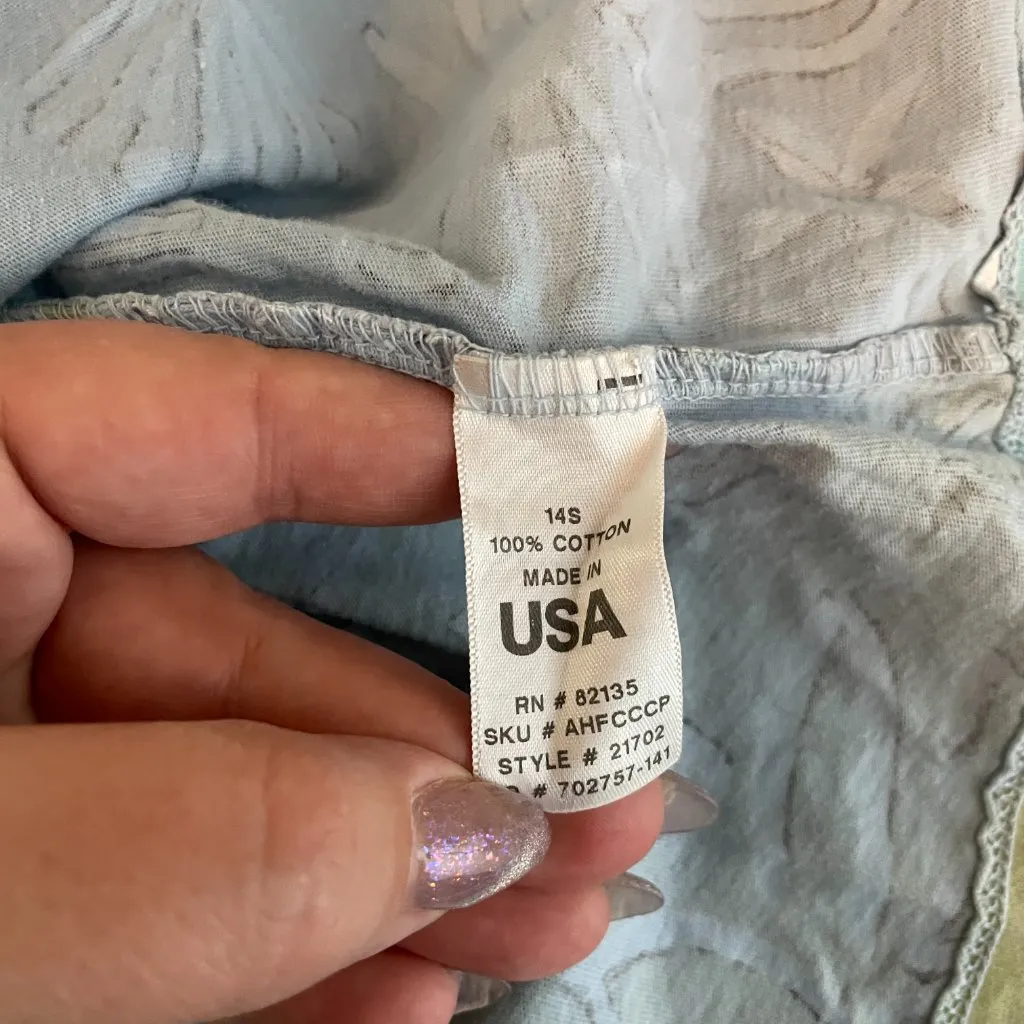 14S
100% COTTON
MADE IN
USA
RN # 82135
SKU # AHFCCCP
STYLE # 21702
# 702757-141